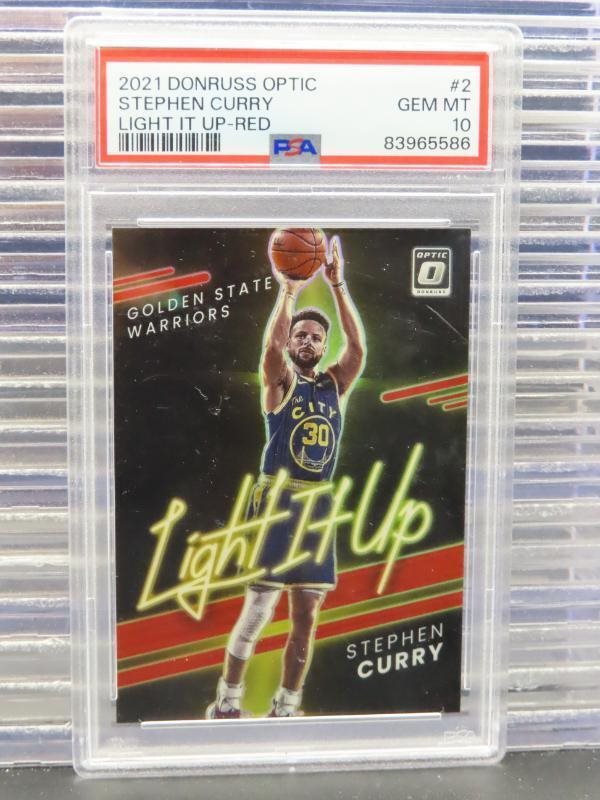 2021 DONRUSS OPTIC #2
STEPHEN CURRY GEM MT
LIGHT IT UP-RED 10
PSA 83965586
GOLDEN STATE
WARRIORS
OPTIC
DONRUSS
The
CITY
30
Light It Up
STEPHEN
CURRY